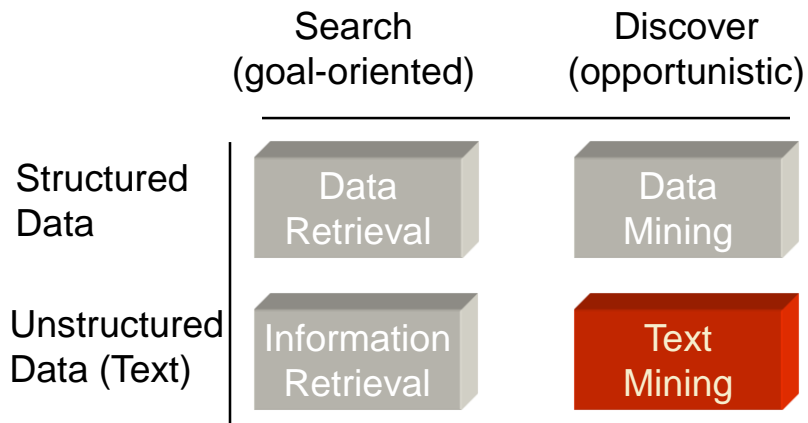 Search
(goal-oriented)
Discover
(opportunistic)
Structured
Data
Data
Retrieval
Data
Mining
Unstructured
Data (Text)
Information
Retrieval
Text
Mining